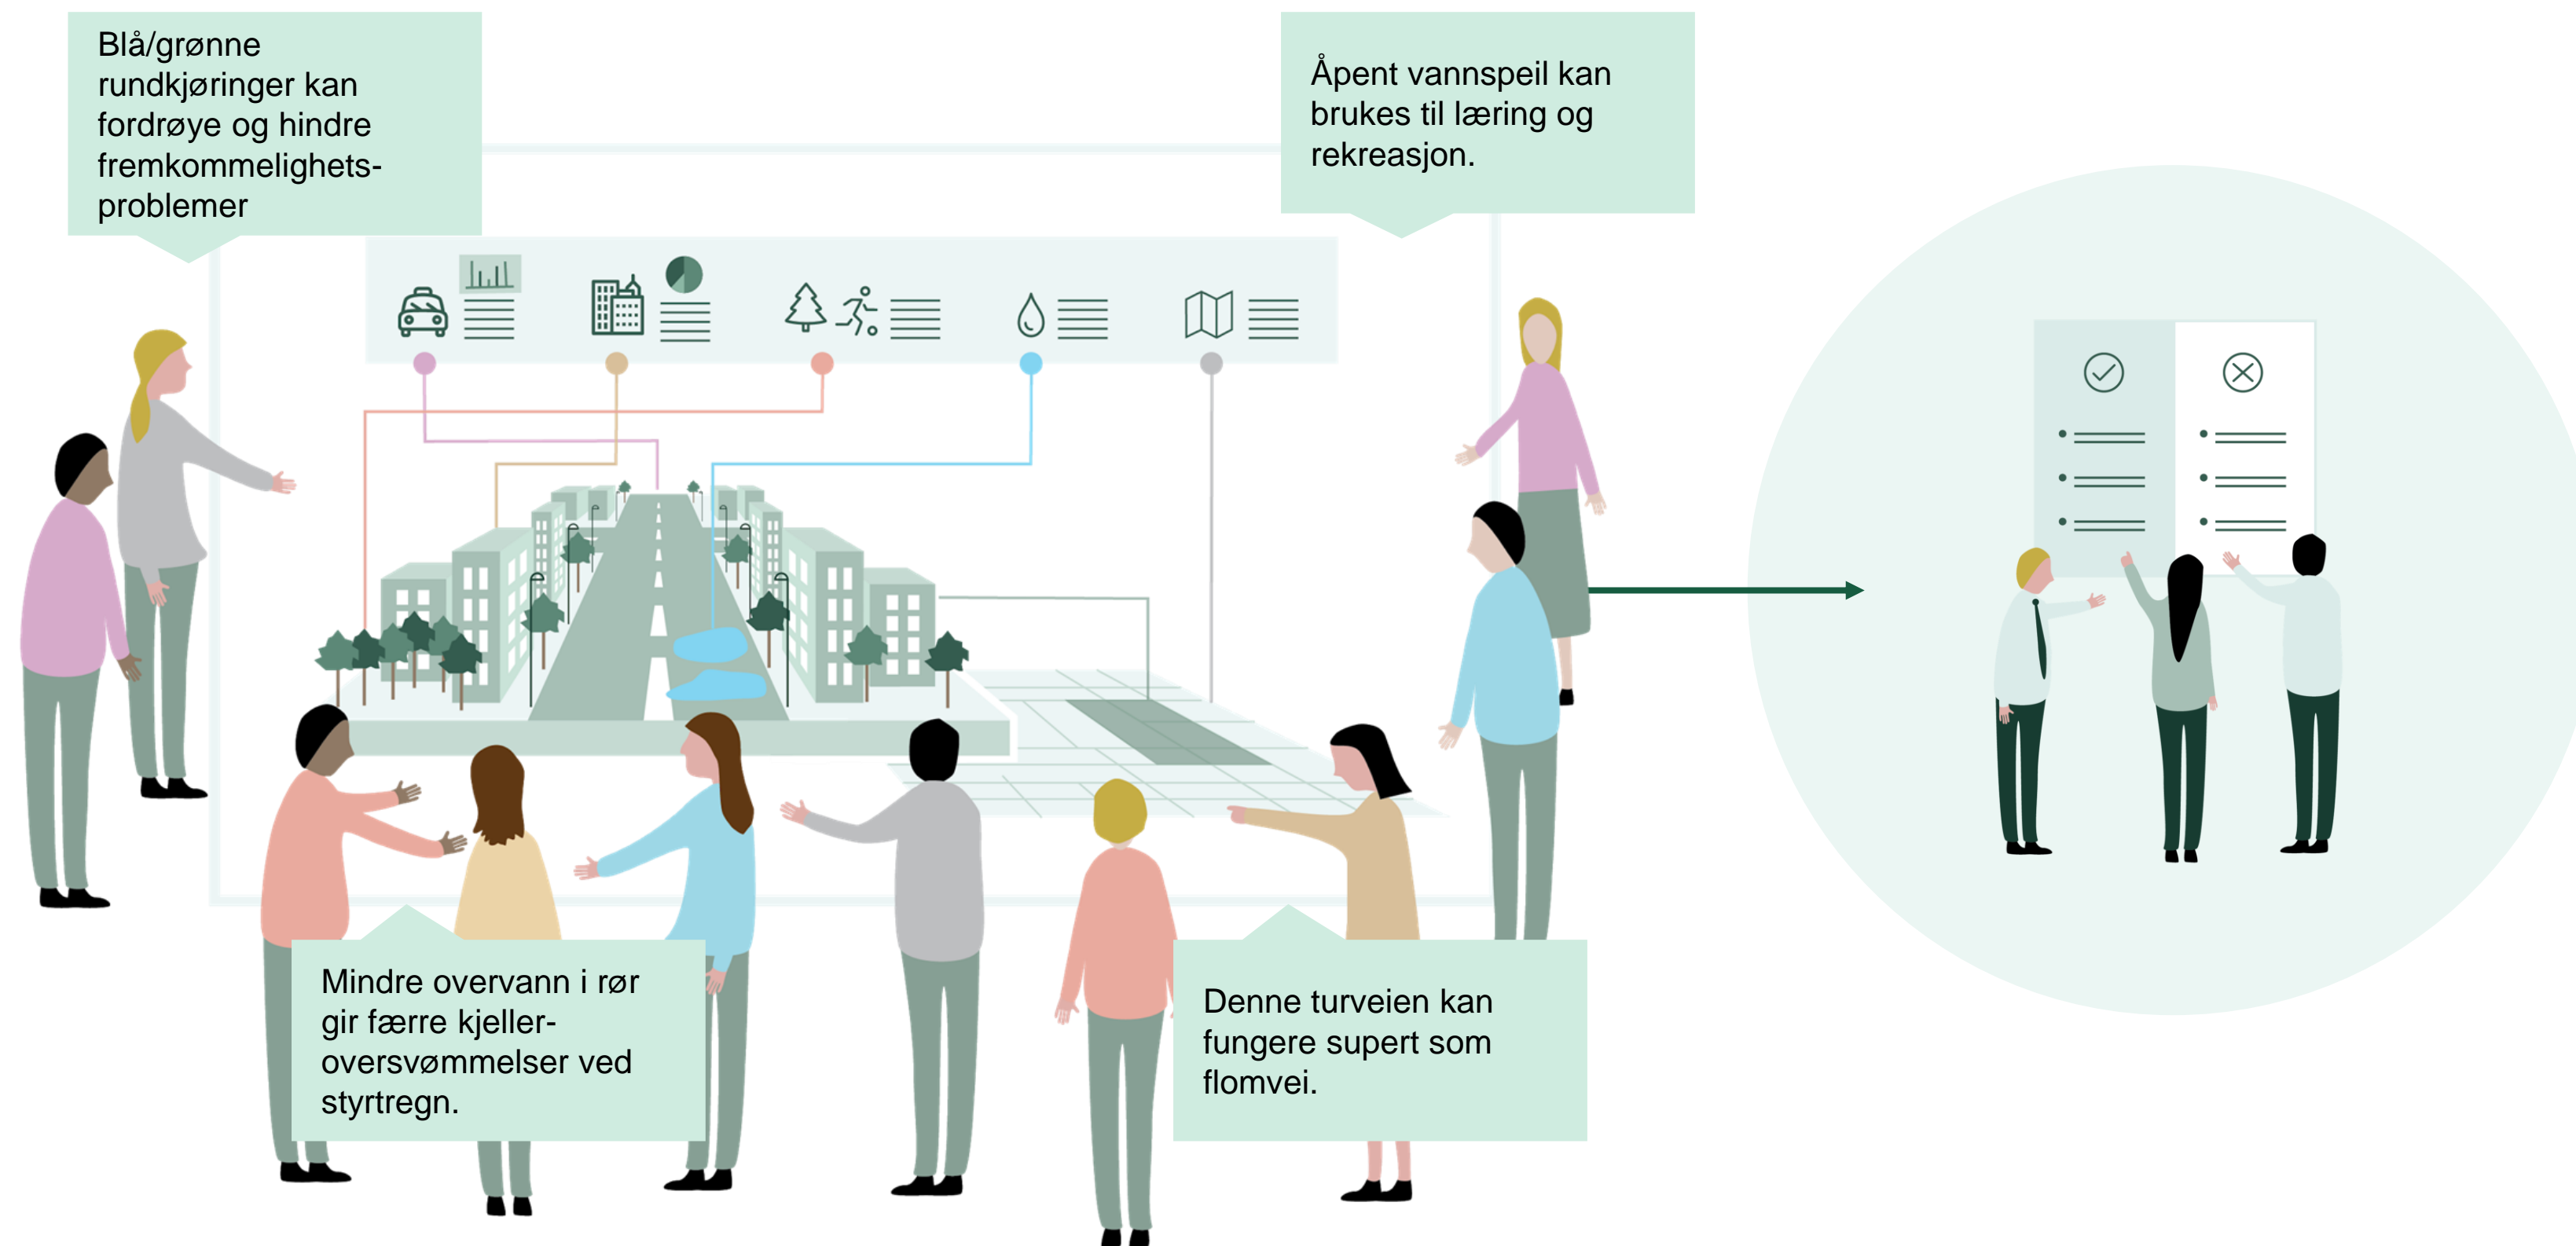 Blå/grønne
rundkjøringer kan
fordrøye og hindre
fremkommelighets-
problemer
Åpent vannspeil kan
brukes til læring og
rekreasjon.
Mindre overvann i rør
gir færre kjeller-
oversvømmelser ved
styrtregn.
Denne turveien kan
fungere supert som
flomvei.